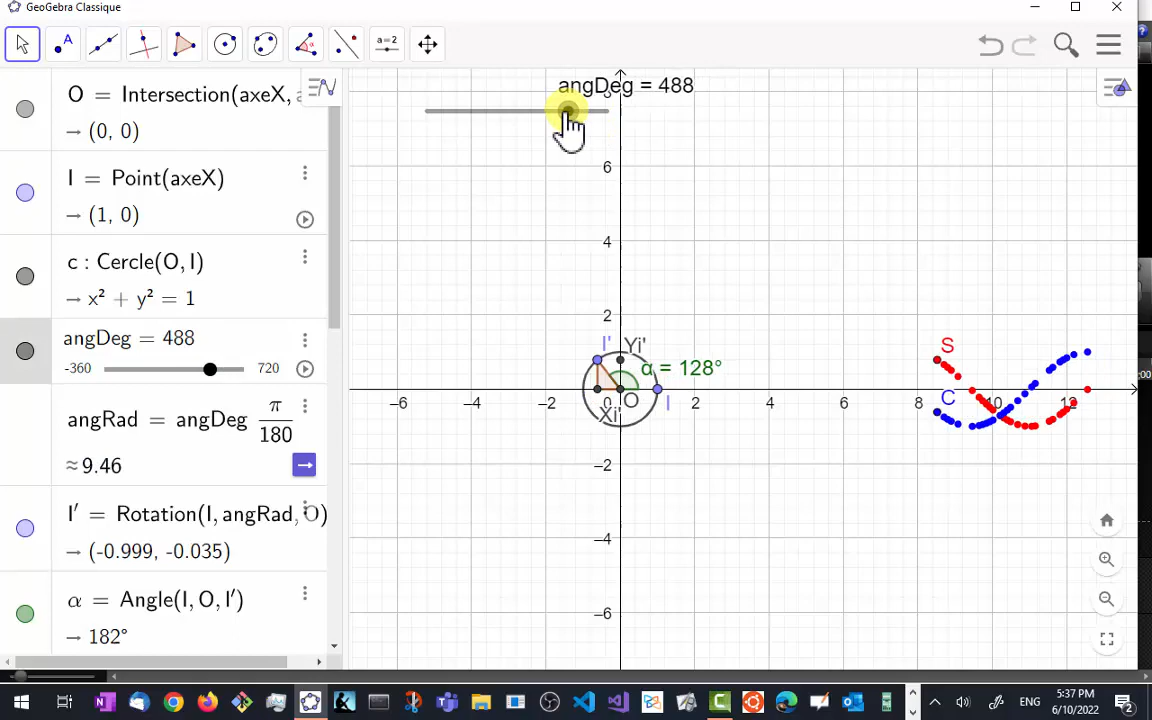 GeoGebra Classique
A
α
a=2
O = Intersection(axeX,
→ (0, 0)
I = Point(axeX)
→ (1, 0)
c : Cercle(O, I)
→ x² + y² = 1
angDeg = 488
-360
720
angRad = angDeg π/180
≈ 9.46
I′ = Rotation(I, angRad, O)
→ (-0.999, -0.035)
α = Angle(I, O, I′)
→ 182°
angDeg = 488
8
6
4
2
I'
Yi'
α = 128°
S
C
−6
−4
−2
0
O
Xi'
I
2
4
6
8
10
12
−2
−4
−6
ENG
5:37 PM
6/10/2022
2